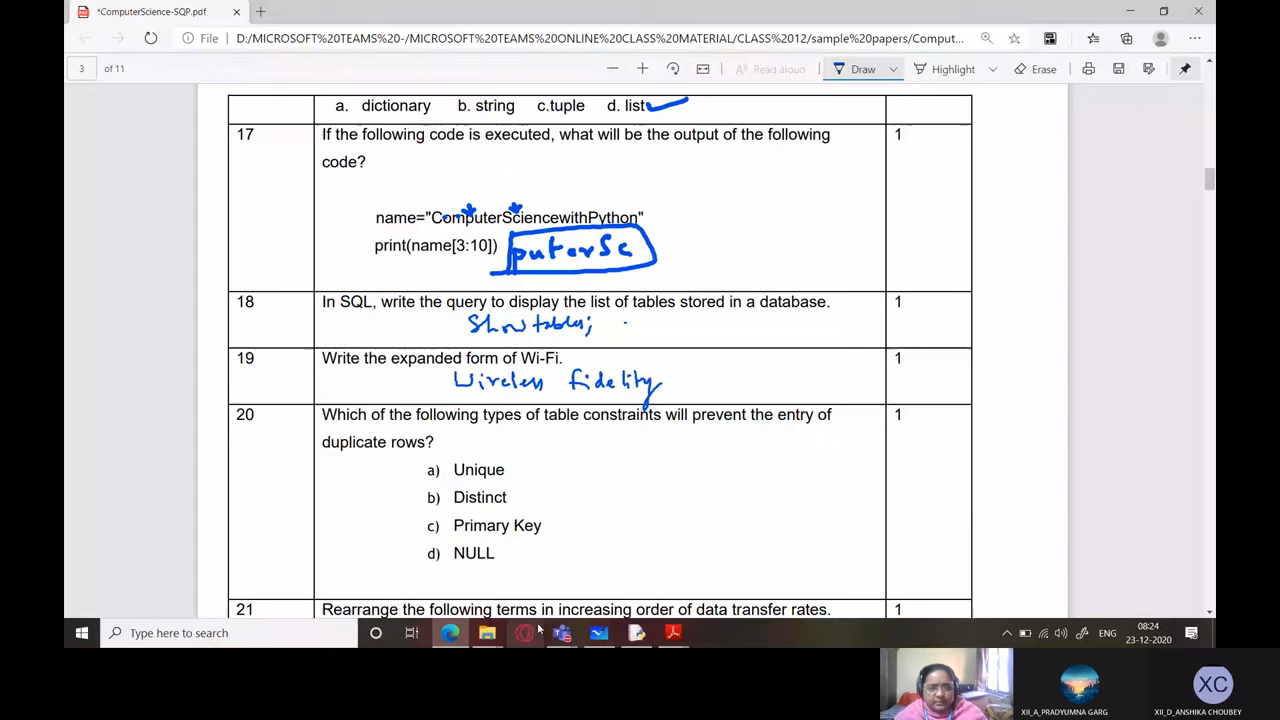 *ComputerScience-SQP.pdf
File D:/MICROSOFT%20TEAMS%20-/MICROSOFT%20TEAMS%20ONLINE%20CLASS%20MATERIAL/CLASS%2012/sample%20papers/Comput...
3 of 11 Read aloud Draw Highlight Erase
a. dictionary b. string c.tuple d. list
17 If the following code is executed, what will be the output of the following 1
code?
name="ComputerSciencewithPython"
print(name[3:10]) puterSc
18 In SQL, write the query to display the list of tables stored in a database. 1
Show tables;
19 Write the expanded form of Wi-Fi. 1
Wireless fidelity
20 Which of the following types of table constraints will prevent the entry of 1
duplicate rows?
a) Unique
b) Distinct
c) Primary Key
d) NULL
21 Rearrange the following terms in increasing order of data transfer rates. 1
Type here to search ENG 08:24
23-12-2020
XC
XII_A_PRADYUMNA GARG XII_D_ANSHIKA CHOUBEY